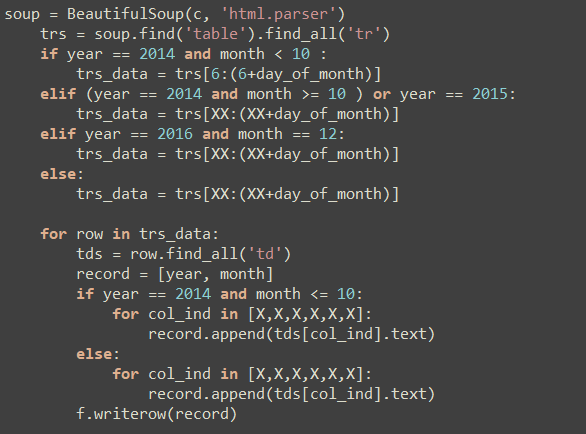 soup = BeautifulSoup(c, 'html.parser')
    trs = soup.find('table').find_all('tr')
    if year == 2014 and month < 10 :
        trs_data = trs[6:(6+day_of_month)]
    elif (year == 2014 and month >= 10 ) or year == 2015:
        trs_data = trs[XX:(XX+day_of_month)]
    elif year == 2016 and month == 12:
        trs_data = trs[XX:(XX+day_of_month)]
    else:
        trs_data = trs[XX:(XX+day_of_month)]

    for row in trs_data:
        tds = row.find_all('td')
        record = [year, month]
        if year == 2014 and month <= 10:
            for col_ind in [X,X,X,X,X,X]:
                record.append(tds[col_ind].text)
        else:
            for col_ind in [X,X,X,X,X,X]:
                record.append(tds[col_ind].text)
        f.writerow(record)